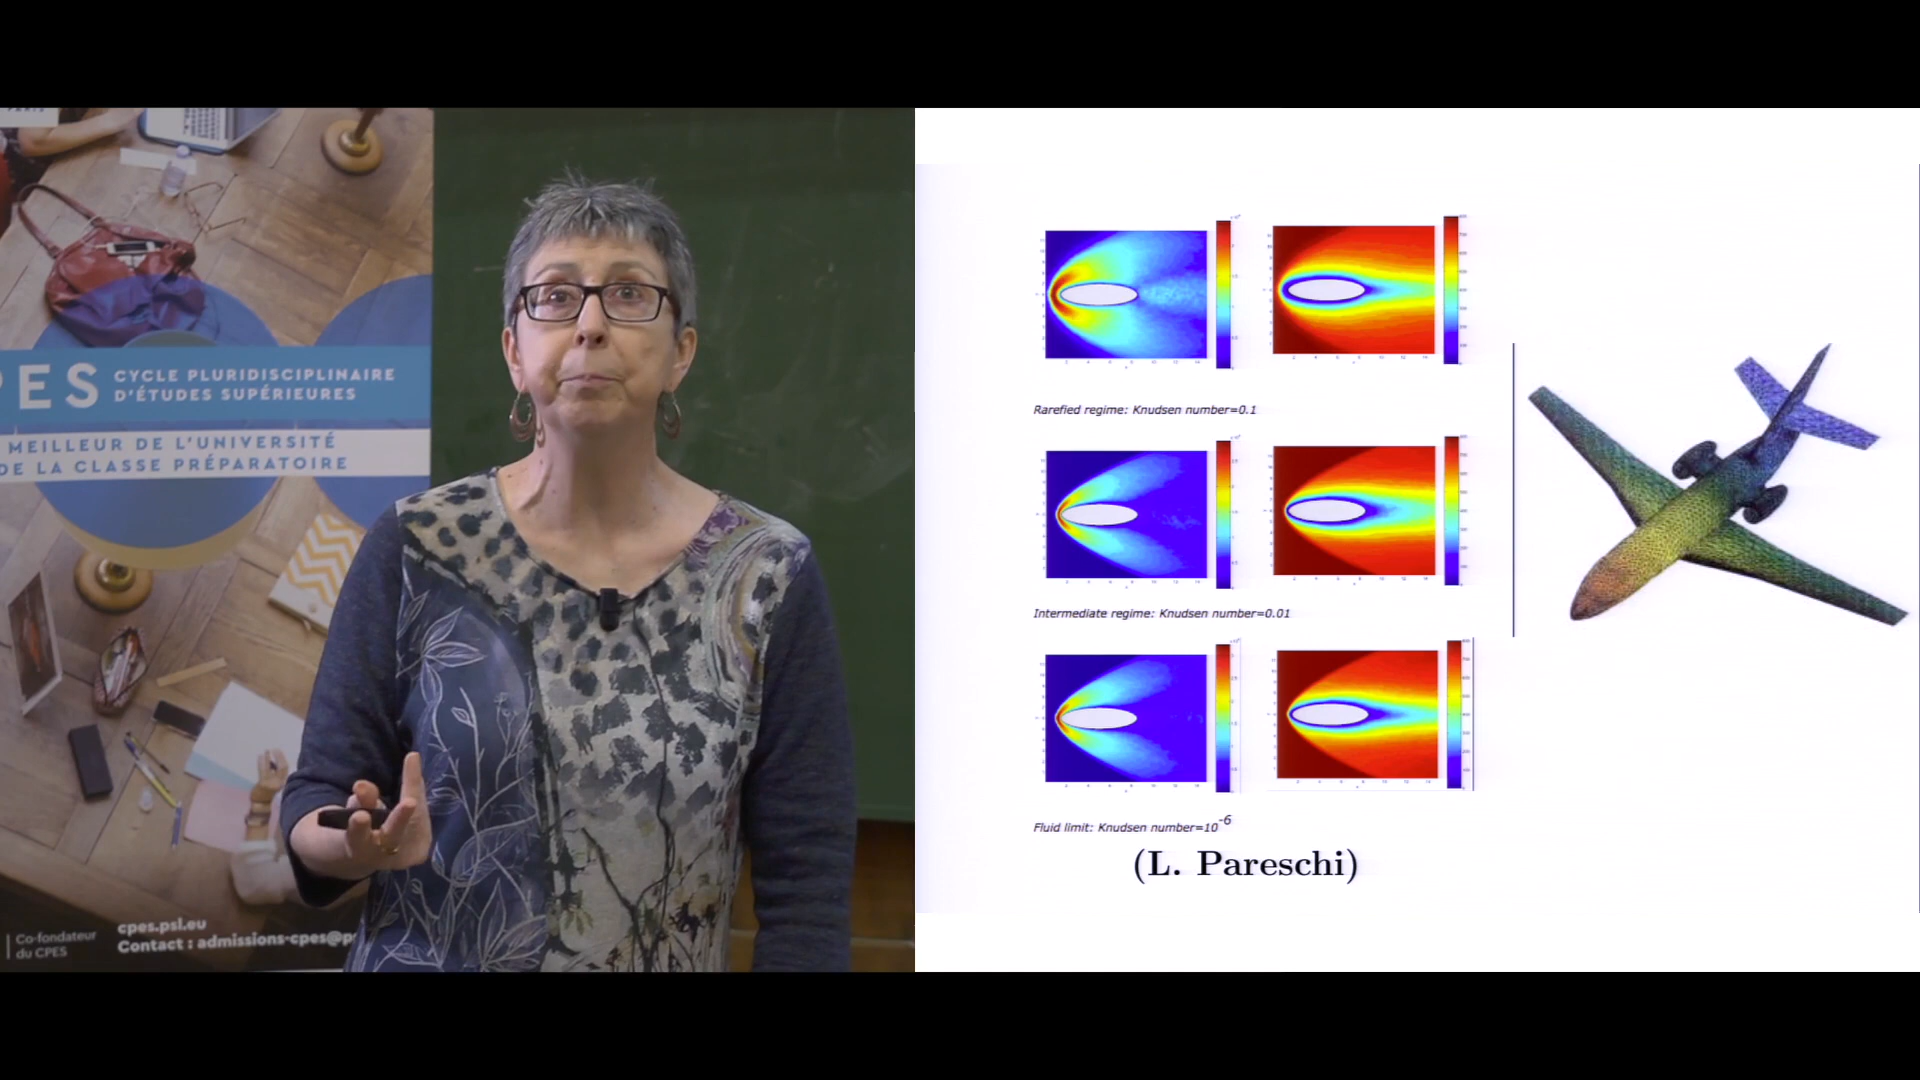 PES CYCLE PLURIDISCIPLINAIRE
D'ÉTUDES SUPÉRIEURES
MEILLEUR DE L'UNIVERSITÉ
DE LA CLASSE PRÉPARATOIRE
Co-fondateur
du CPES
cpes.psl.eu
Contact : admissions-cpes@p
Rarefied regime: Knudsen number=0.1
Intermediate regime: Knudsen number=0.01
Fluid limit: Knudsen number=10^-6
(L. Pareschi)